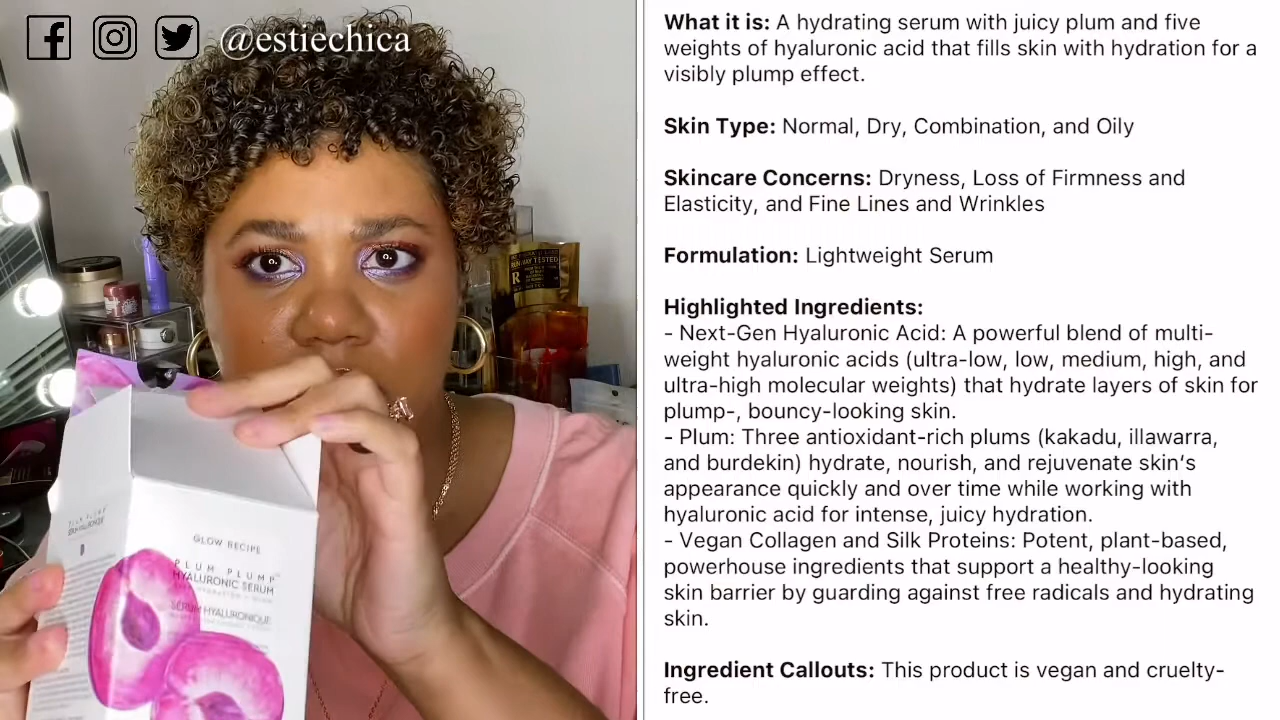 @estiechica
RUNWAY TESTED
R
GLOW RECIPE
PLUM PLUMP™
HYALURONIC SERUM
SÉRUM HYALURONIQUE
What it is: A hydrating serum with juicy plum and five
weights of hyaluronic acid that fills skin with hydration for a
visibly plump effect.
Skin Type: Normal, Dry, Combination, and Oily
Skincare Concerns: Dryness, Loss of Firmness and
Elasticity, and Fine Lines and Wrinkles
Formulation: Lightweight Serum
Highlighted Ingredients:
- Next-Gen Hyaluronic Acid: A powerful blend of multi-
weight hyaluronic acids (ultra-low, low, medium, high, and
ultra-high molecular weights) that hydrate layers of skin for
plump-, bouncy-looking skin.
- Plum: Three antioxidant-rich plums (kakadu, illawarra,
and burdekin) hydrate, nourish, and rejuvenate skin's
appearance quickly and over time while working with
hyaluronic acid for intense, juicy hydration.
- Vegan Collagen and Silk Proteins: Potent, plant-based,
powerhouse ingredients that support a healthy-looking
skin barrier by guarding against free radicals and hydrating
skin.
Ingredient Callouts: This product is vegan and cruelty-
free.